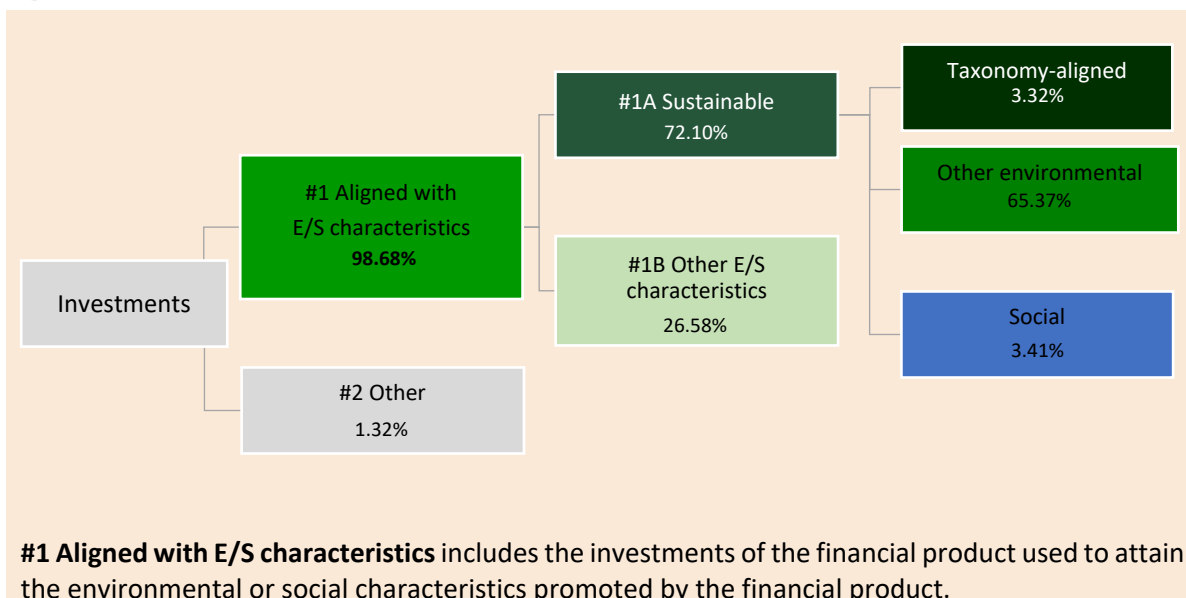 Investments
#1 Aligned with
E/S characteristics
98.68%
#2 Other
1.32%
#1A Sustainable
72.10%
#1B Other E/S
characteristics
26.58%
Taxonomy-aligned
3.32%
Other environmental
65.37%
Social
3.41%
#1 Aligned with E/S characteristics includes the investments of the financial product used to attain
the environmental or social characteristics promoted by the financial product.